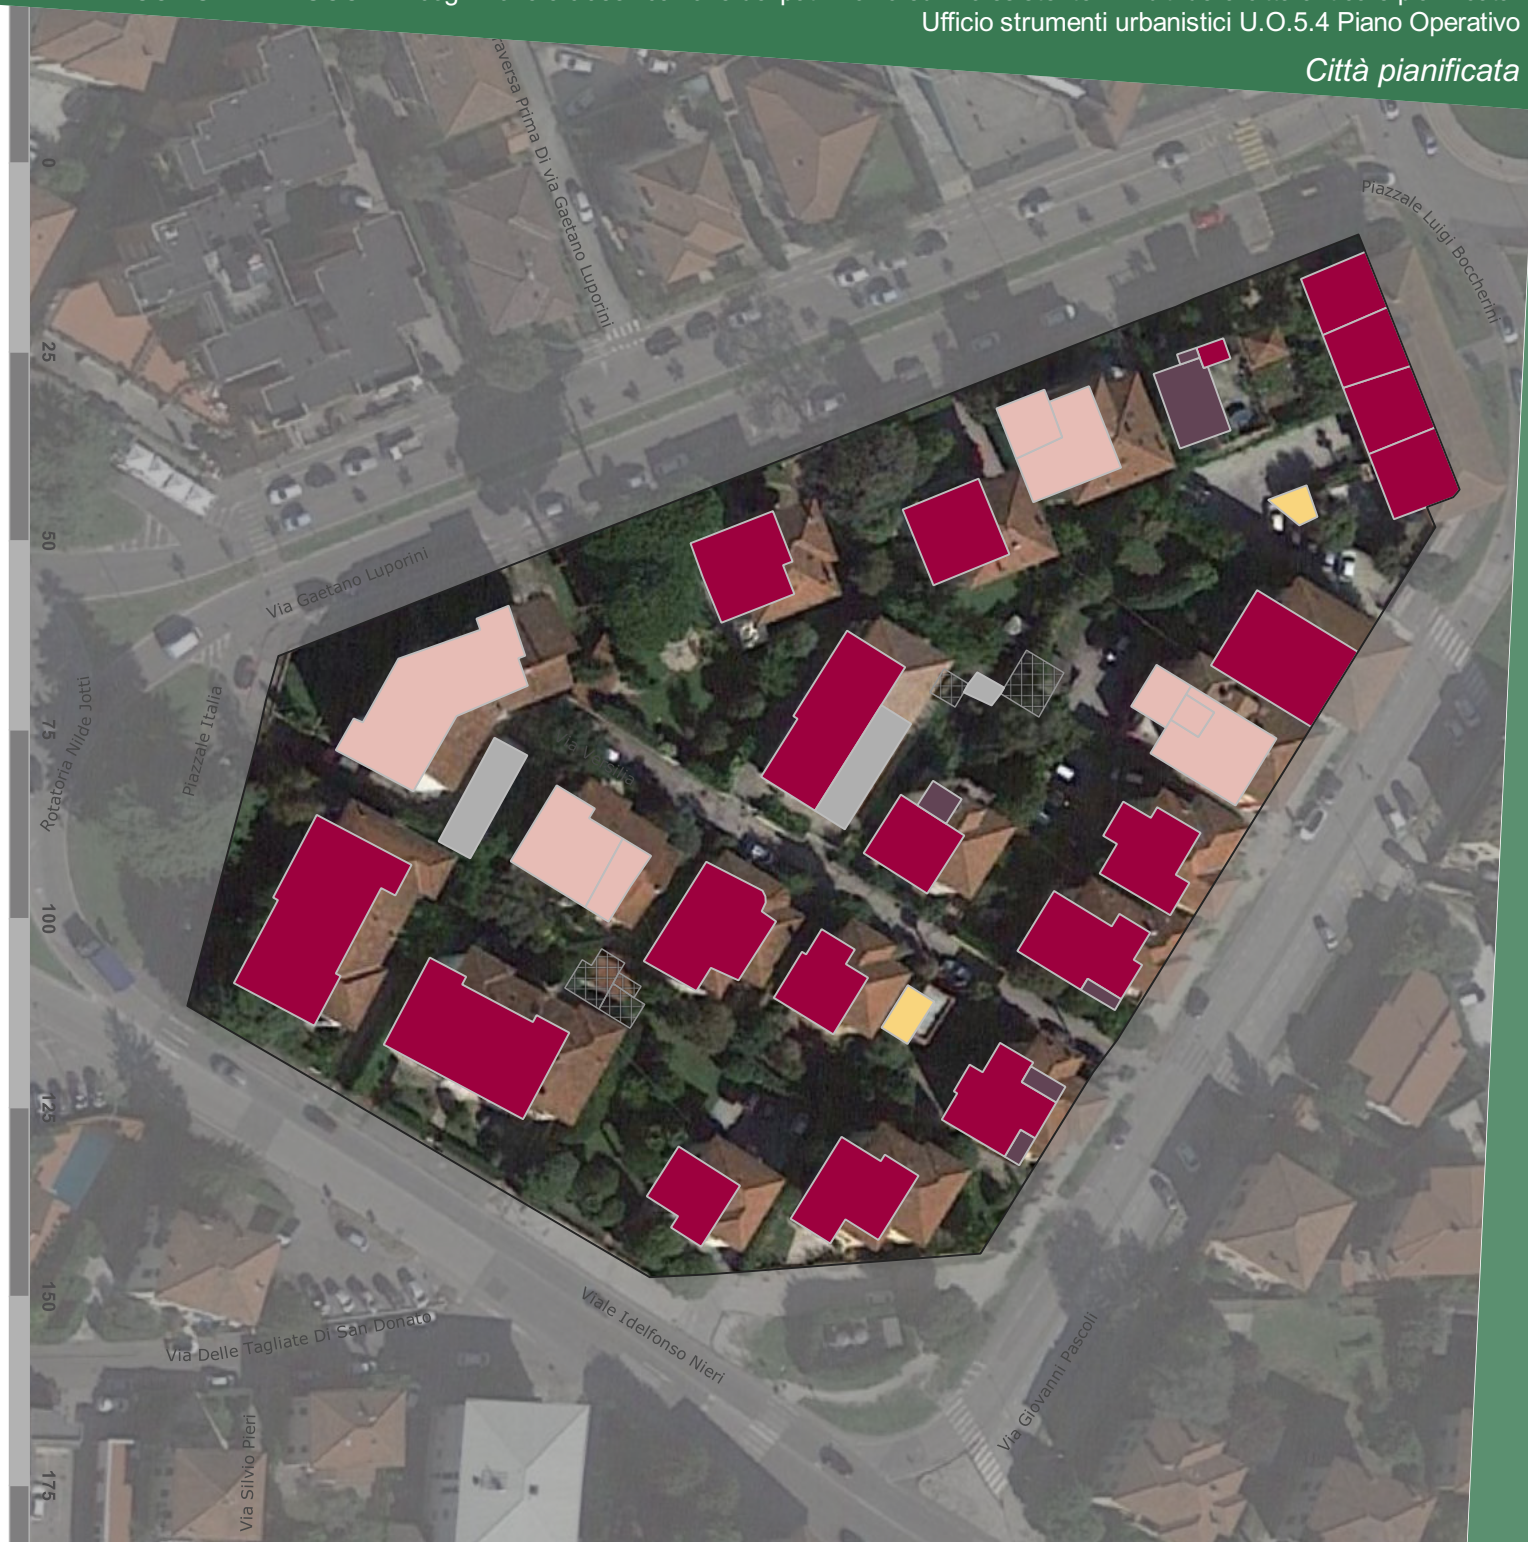 Ufficio strumenti urbanistici U.O.5.4 Piano Operativo
Città pianificata
Traversa Prima Di via Gaetano Luporini
Piazzale Luigi Boccherini
Via Gaetano Luporini
Piazzale Italia
Rotatoria Nilde Jotti
Viale Idelfonso Nieri
Via Delle Tagliate Di San Donato
Via Giovanni Pascoli
Via Silvio Pieri
0
25
50
75
100
125
150
175